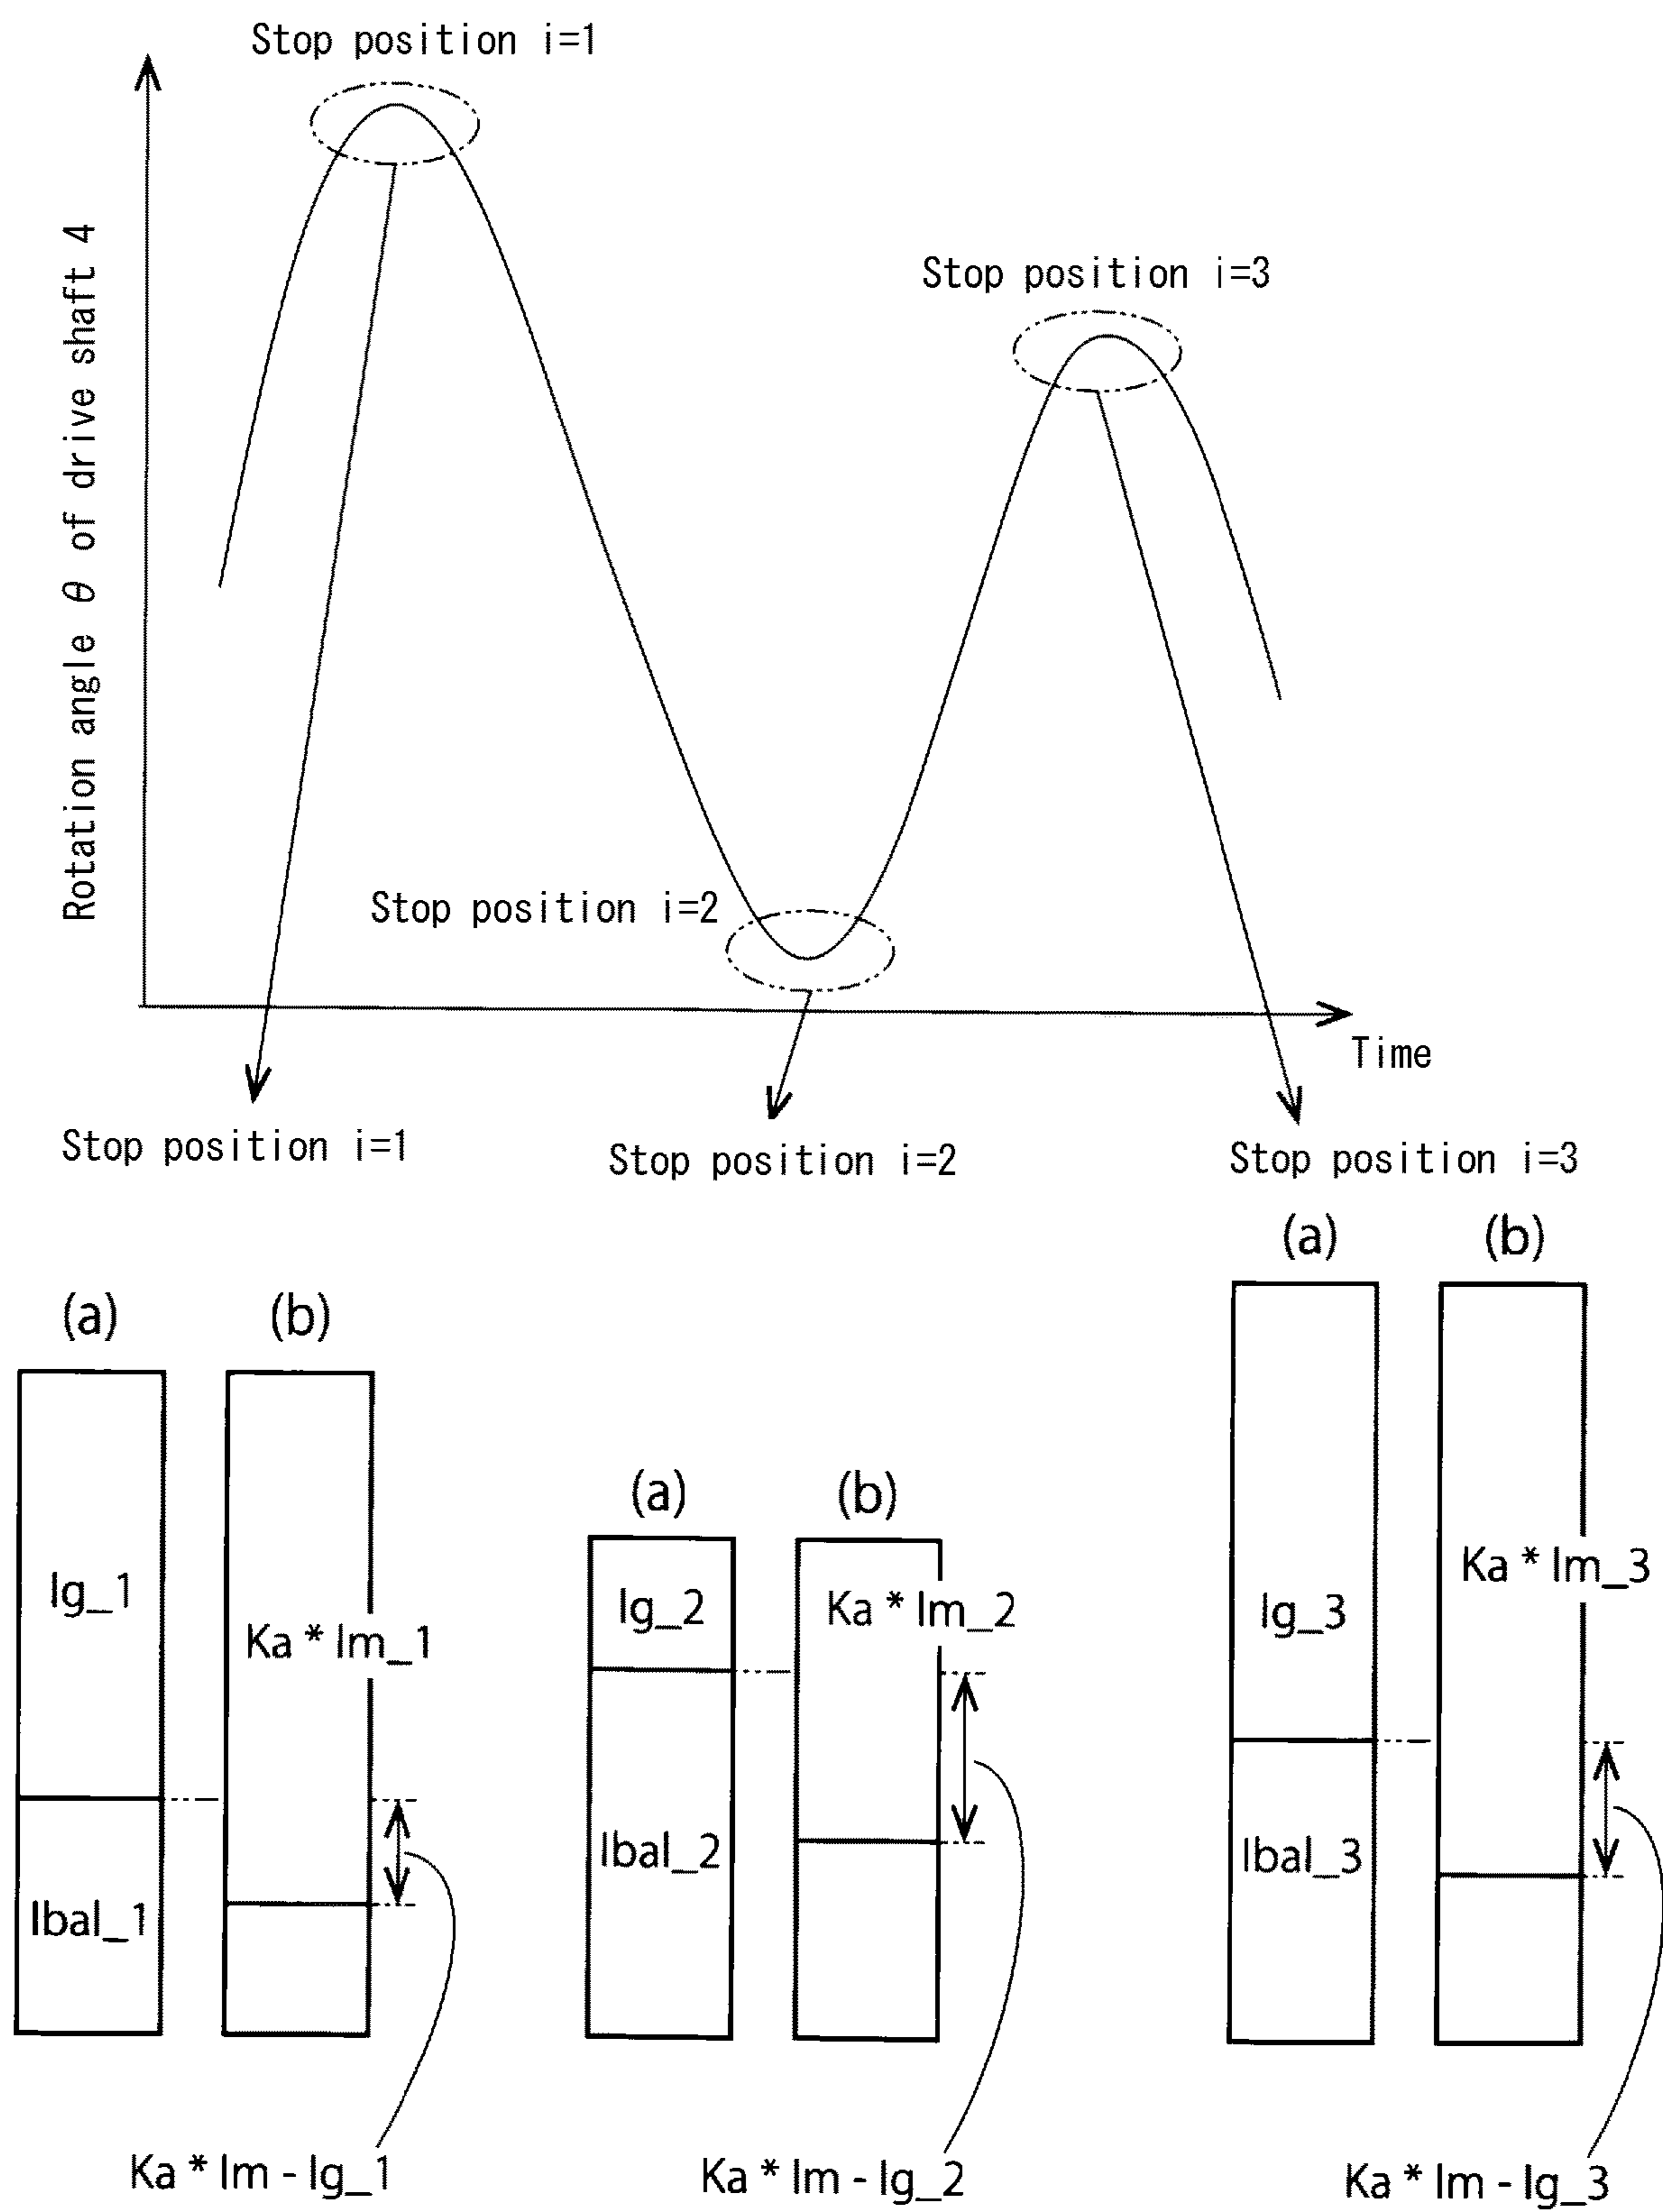 Stop position i=1
Rotation angle θ of drive shaft 4
Stop position i=3
Stop position i=2
Time
Stop position i=1
Stop position i=2
Stop position i=3
(a)
(b)
Ig_1
Ka * Im_1
Ibal_1
Ka * Im - Ig_1
(a)
(b)
Ig_2
Ka * Im_2
Ibal_2
Ka * Im - Ig_2
(a)
(b)
Ig_3
Ka * Im_3
Ibal_3
Ka * Im - Ig_3